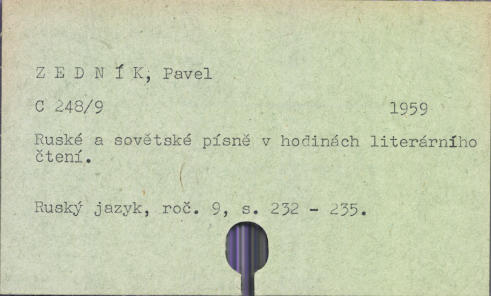 Z E D N Í K, Pavel
C 248/9 1959
Ruské a sovětské písně v hodinách literárního
čtení.
Ruský jazyk, roč. 9, s. 232 - 235.